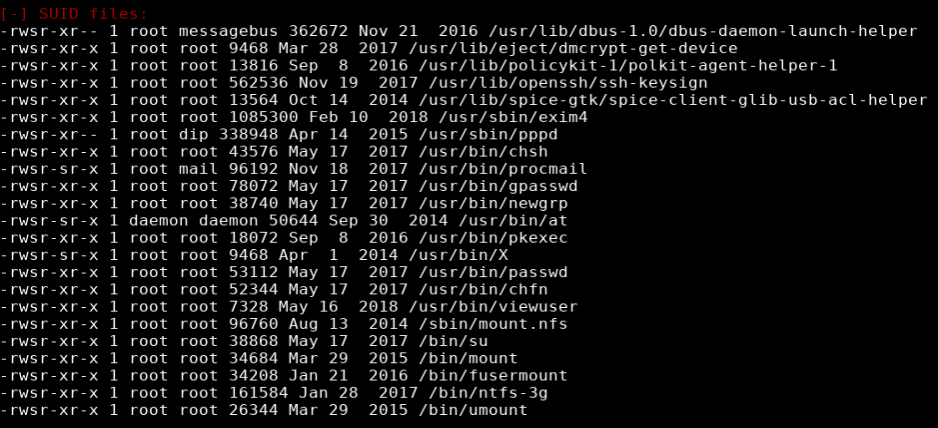 [-] SUID files:
-rwsr-xr-- 1 root messagebus 362672 Nov 21  2016 /usr/lib/dbus-1.0/dbus-daemon-launch-helper
-rwsr-xr-x 1 root root 9468 Mar 28  2017 /usr/lib/eject/dmcrypt-get-device
-rwsr-xr-x 1 root root 13816 Sep  8  2016 /usr/lib/policykit-1/polkit-agent-helper-1
-rwsr-xr-x 1 root root 562536 Nov 19  2017 /usr/lib/openssh/ssh-keysign
-rwsr-xr-x 1 root root 13564 Oct 14  2014 /usr/lib/spice-gtk/spice-client-glib-usb-acl-helper
-rwsr-xr-x 1 root root 1085300 Feb 10  2018 /usr/sbin/exim4
-rwsr-xr-- 1 root dip 338948 Apr 14  2015 /usr/sbin/pppd
-rwsr-xr-x 1 root root 43576 May 17  2017 /usr/bin/chsh
-rwsr-sr-x 1 root mail 96192 Nov 18  2017 /usr/bin/procmail
-rwsr-xr-x 1 root root 78072 May 17  2017 /usr/bin/gpasswd
-rwsr-xr-x 1 root root 38740 May 17  2017 /usr/bin/newgrp
-rwsr-sr-x 1 daemon daemon 50644 Sep 30  2014 /usr/bin/at
-rwsr-xr-x 1 root root 18072 Sep  8  2016 /usr/bin/pkexec
-rwsr-sr-x 1 root root 9468 Apr  1  2014 /usr/bin/X
-rwsr-xr-x 1 root root 53112 May 17  2017 /usr/bin/passwd
-rwsr-xr-x 1 root root 52344 May 17  2017 /usr/bin/chfn
-rwsr-xr-x 1 root root 7328 May 16  2018 /usr/bin/viewuser
-rwsr-xr-x 1 root root 96760 Aug 13  2014 /sbin/mount.nfs
-rwsr-xr-x 1 root root 38868 May 17  2017 /bin/su
-rwsr-xr-x 1 root root 34684 Mar 29  2015 /bin/mount
-rwsr-xr-x 1 root root 34208 Jan 21  2016 /bin/fusermount
-rwsr-xr-x 1 root root 161584 Jan 28  2017 /bin/ntfs-3g
-rwsr-xr-x 1 root root 26344 Mar 29  2015 /bin/umount